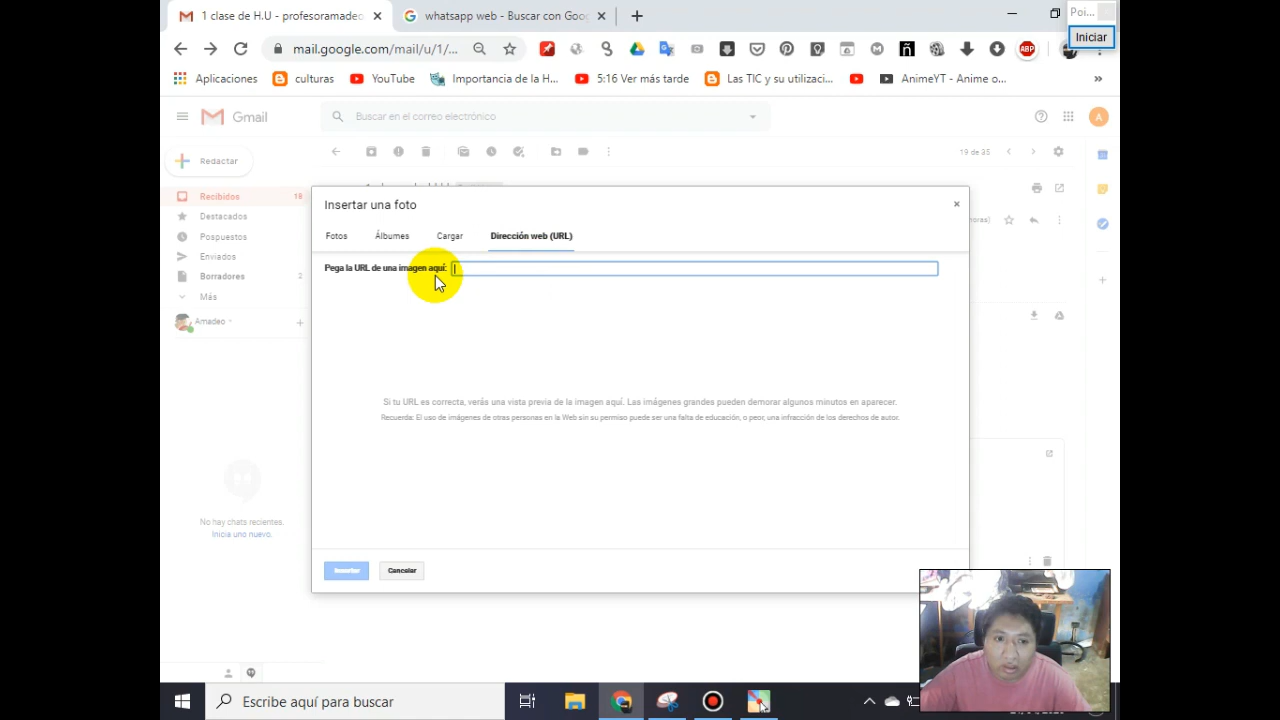 1 clase de H.U - profesoramadeo
whatsapp web - Buscar con Goo
Poi...
Iniciar
mail.google.com/mail/u/1/...
ABP
Aplicaciones
culturas
YouTube
Importancia de la H...
5:16 Ver más tarde
Las TIC y su utilizaci...
AnimeYT - Anime o...
»
Gmail
Buscar en el correo electrónico
A
Redactar
19 de 35
Recibidos 18
Destacados
Pospuestos
Enviados
Borradores 2
Más
Amadeo
No hay chats recientes.
Inicia uno nuevo.
Insertar una foto
Fotos
Álbumes
Cargar
Dirección web (URL)
Pega la URL de una imagen aquí:
Si tu URL es correcta, verás una vista previa de la imagen aquí. Las imágenes grandes pueden demorar algunos minutos en aparecer.
Recuerda: El uso de imágenes de otras personas en la Web sin su permiso puede ser una falta de educación, o peor, una infracción de los derechos de autor.
Insertar
Cancelar
Escribe aquí para buscar